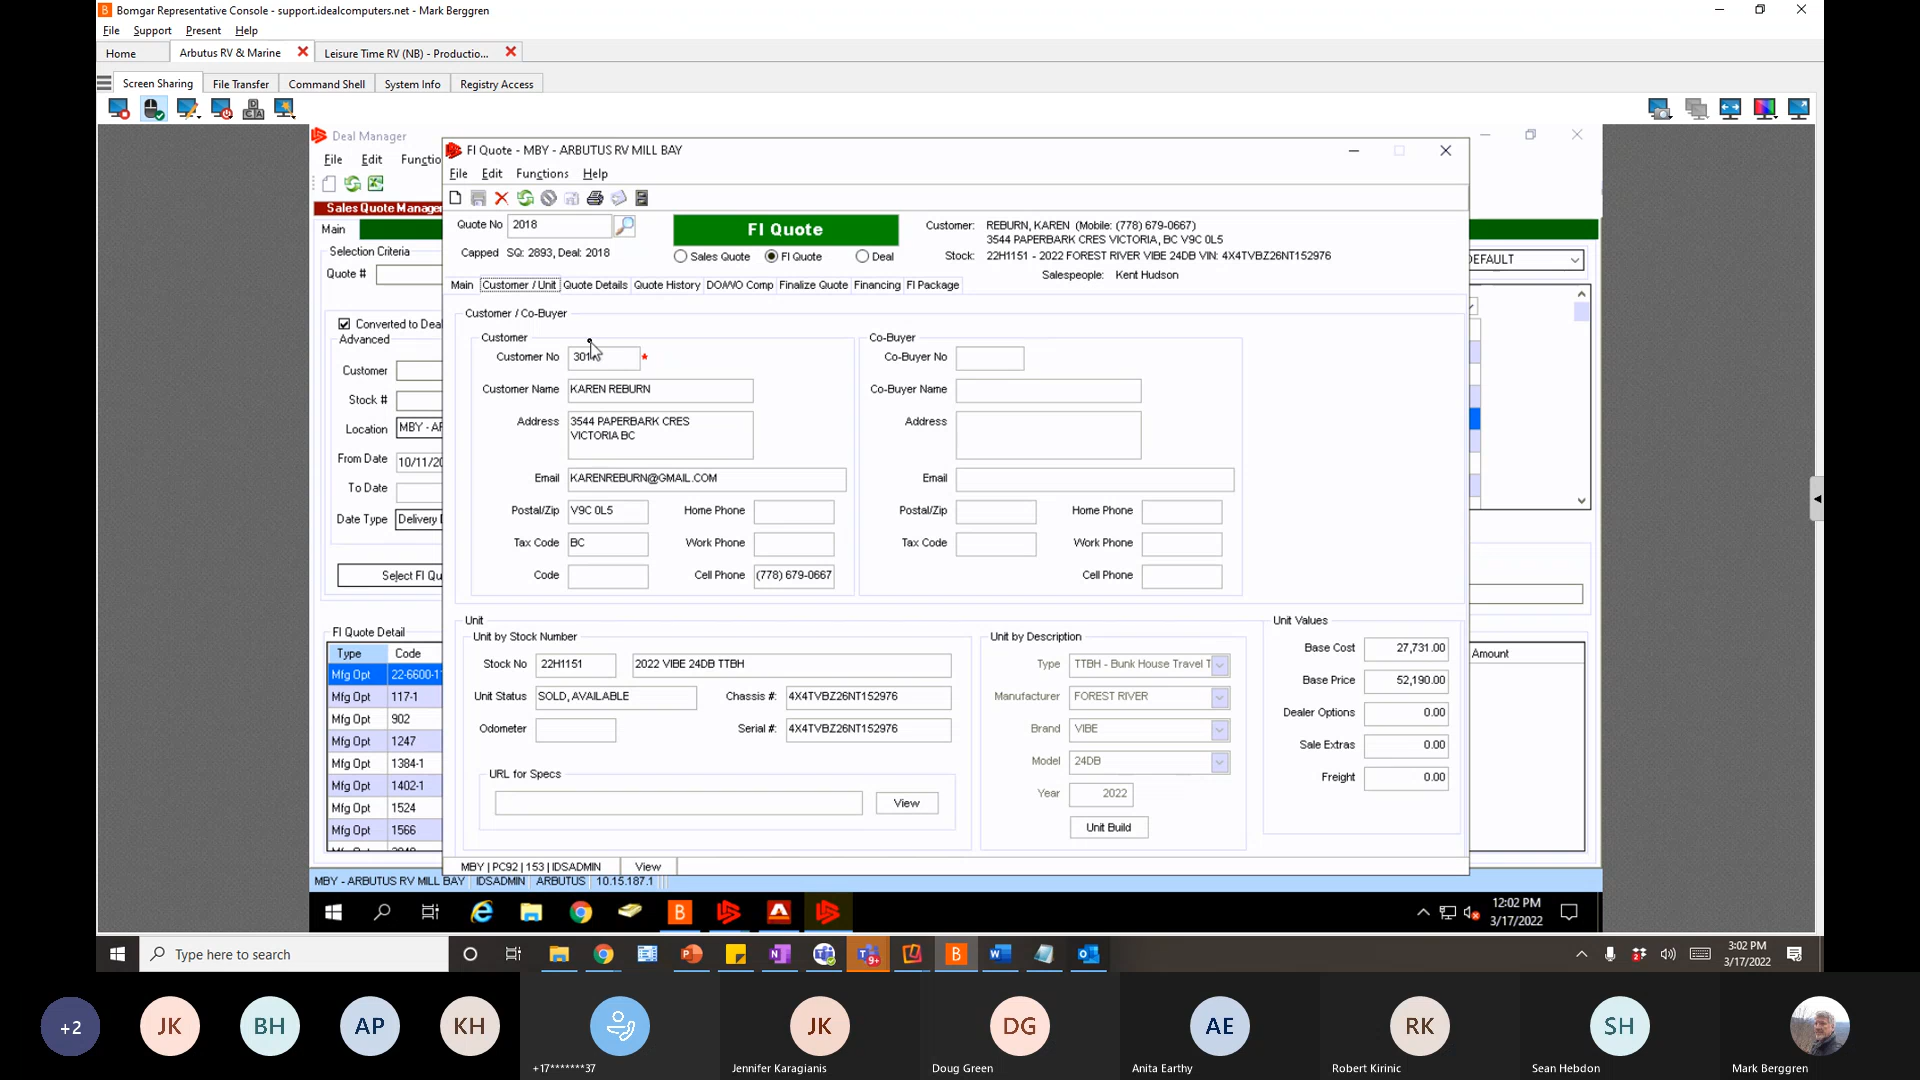 Bomgar Representative Console - support.idealcomputers.net - Mark Berggren
File Support Present Help
Home Arbutus RV & Marine Leisure Time RV (NB) - Productio...
Screen Sharing File Transfer Command Shell System Info Registry Access
Deal Manager
File Edit Functio
Sales Quote Manager
Main
Selection Criteria
Quote #
Converted to Deal
Advanced
Customer
Stock #
Location MBY - AR
From Date 10/11/20
To Date
Date Type Delivery D
Select FI Qu
FI Quote Detail
Type Code
Mfg Opt 22-6600-1
Mfg Opt 117-1
Mfg Opt 902
Mfg Opt 1247
Mfg Opt 1384-1
Mfg Opt 1402-1
Mfg Opt 1524
Mfg Opt 1566
FI Quote - MBY - ARBUTUS RV MILL BAY
File Edit Functions Help
Quote No 2018
Capped SQ: 2893, Deal: 2018
FI Quote
Sales Quote FI Quote Deal
Customer: REBURN, KAREN (Mobile: (778) 679-0667)
3544 PAPERBARK CRES VICTORIA, BC V9C 0L5
Stock: 22H1151 - 2022 FOREST RIVER VIBE 24DB VIN: 4X4TVBZ26NT152976
Salespeople: Kent Hudson
Main Customer / Unit Quote Details Quote History DO/WO Comp Finalize Quote Financing FI Package
Customer / Co-Buyer
Customer
Customer No *
Customer Name KAREN REBURN
Address 3544 PAPERBARK CRES
VICTORIA BC
Email KARENREBURN@GMAIL.COM
Postal/Zip V9C 0L5 Home Phone
Tax Code BC Work Phone
Code Cell Phone (778) 679-0667
Co-Buyer
Co-Buyer No
Co-Buyer Name
Address
Email
Postal/Zip Home Phone
Tax Code Work Phone
Cell Phone
Unit
Unit by Stock Number
Stock No 22H1151 2022 VIBE 24DB TTBH
Unit Status SOLD, AVAILABLE Chassis #: 4X4TVBZ26NT152976
Odometer Serial #: 4X4TVBZ26NT152976
URL for Specs
View
Unit by Description
Type TTBH - Bunk House Travel T
Manufacturer FOREST RIVER
Brand VIBE
Model 24DB
Year 2022
Unit Build
Unit Values
Base Cost 27,731.00
Base Price 52,190.00
Dealer Options 0.00
Sale Extras 0.00
Freight 0.00
MBY | PC92 | 153 | IDSADMIN View
DEFAULT
Amount
MBY - ARBUTUS RV MILL BAY IDSADMIN ARBUTUS 10.15.187.1
12:02 PM
3/17/2022
Type here to search
9+
3:02 PM
3/17/2022
+2 JK BH AP KH JK DG AE RK SH
+17*******37 Jennifer Karagianis Doug Green Anita Earthy Robert Kirinic Sean Hebdon Mark Berggren